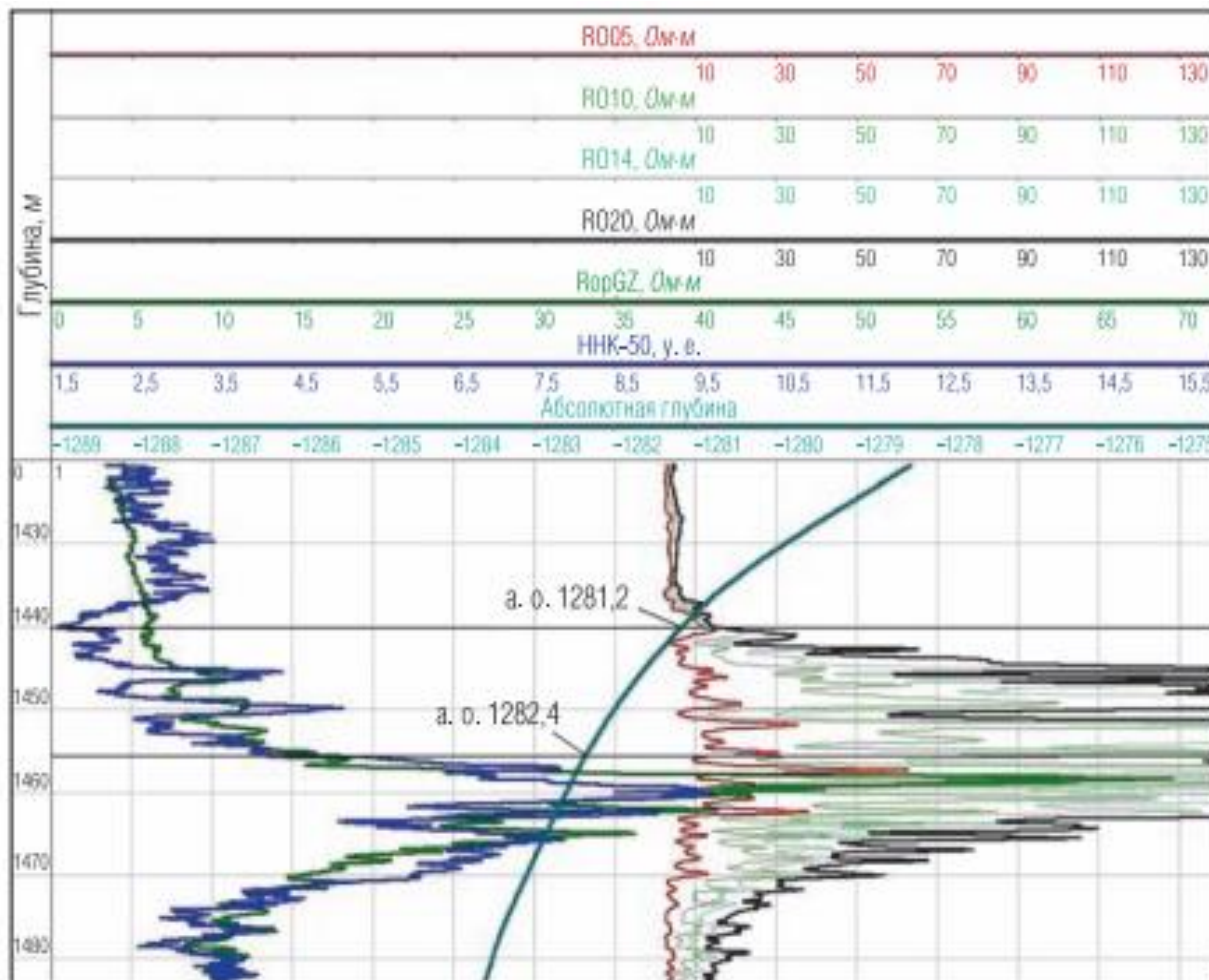 RO05, Ом·м
10 30 50 70 90 110 130
RO10, Ом·м
10 30 50 70 90 110 130
RO14, Ом·м
10 30 50 70 90 110 130
RO20, Ом·м
10 30 50 70 90 110 130
RopGZ, Ом·м
0 5 10 15 20 25 30 35 40 45 50 55 60 65 70
ННК-50, у. е.
1,5 2,5 3,5 4,5 5,5 6,5 7,5 8,5 9,5 10,5 11,5 12,5 13,5 14,5 15,5
Абсолютная глубина
-1289 -1288 -1287 -1286 -1285 -1284 -1283 -1282 -1281 -1280 -1279 -1278 -1277 -1276 -1275
Глубина, м
0 1
1430
а. о. 1281,2
1440
1450
а. о. 1282,4
1460
1470
1480